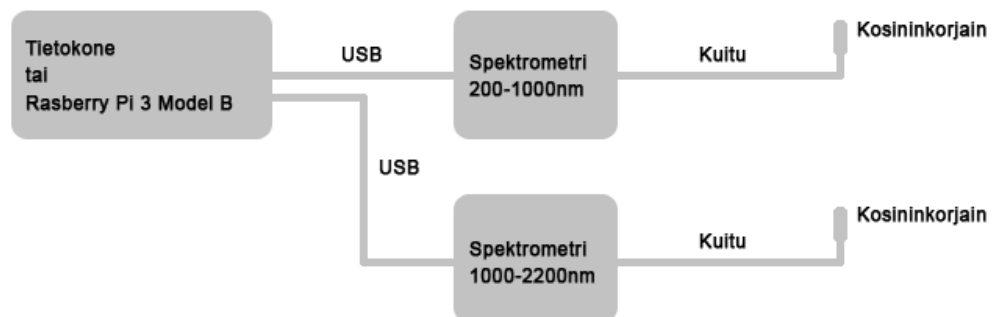 Tietokone
tai
Rasberry Pi 3 Model B
USB
Spektrometri
200-1000nm
Kuitu
Kosininkorjain
USB
Spektrometri
1000-2200nm
Kuitu
Kosininkorjain